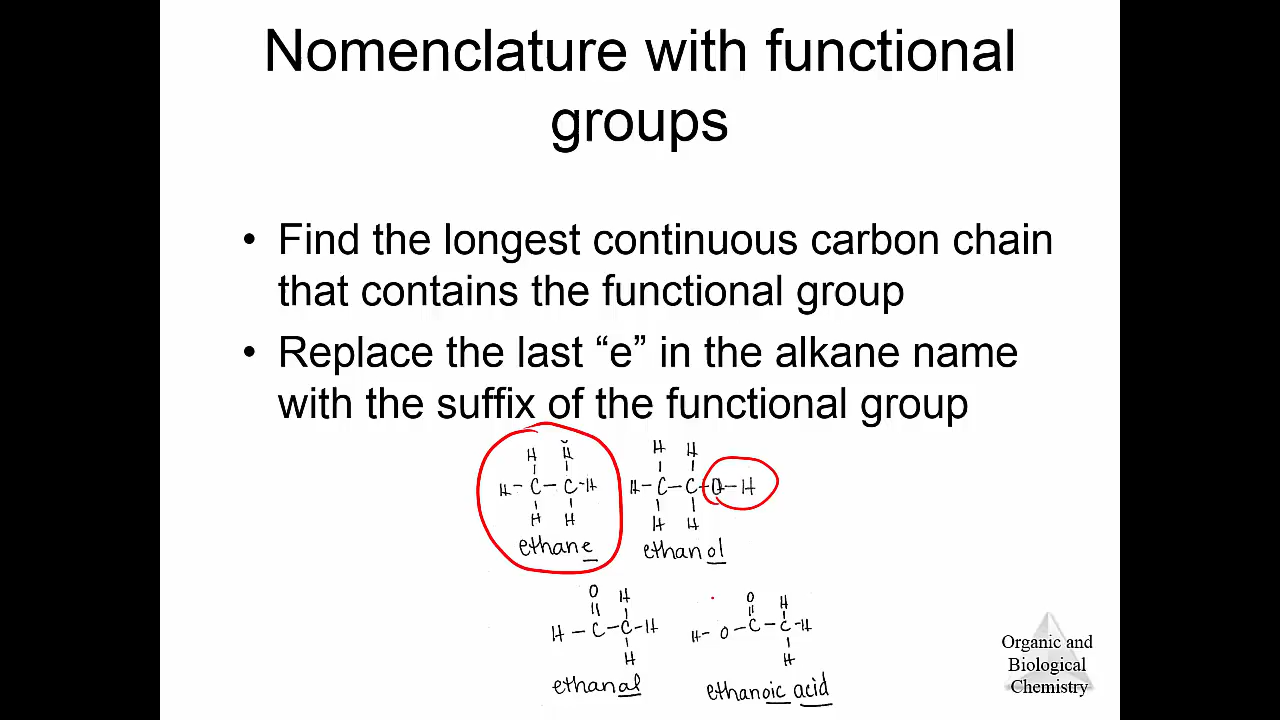 Nomenclature with functional
groups
• Find the longest continuous carbon chain
that contains the functional group
• Replace the last “e” in the alkane name
with the suffix of the functional group
H H
H - C - C - H
H H
ethane
H H
H - C - C - O - H
H H
ethanol
O H
H - C - C - H
H
ethanal
O H
H - O - C - C - H
H
ethanoic acid
Organic and
Biological
Chemistry